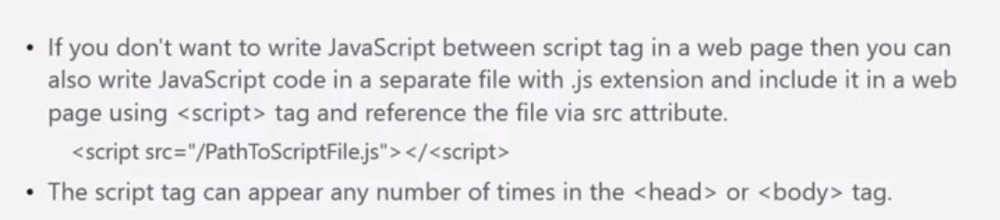 • If you don't want to write JavaScript between script tag in a web page then you can
also write JavaScript code in a separate file with .js extension and include it in a web
page using <script> tag and reference the file via src attribute.
<script src="/PathToScriptFile.js"></<script>
• The script tag can appear any number of times in the <head> or <body> tag.